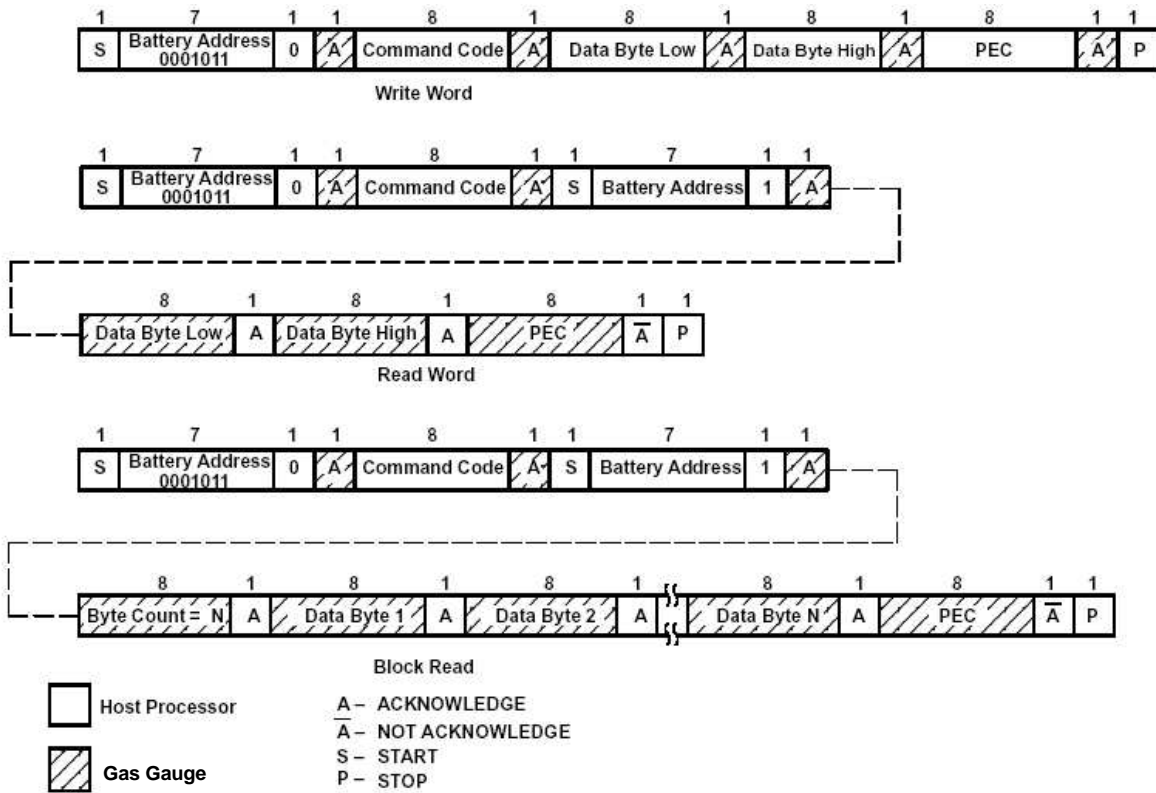 1 7 1 1 8 1 8 1 8 1 8 1 1
S Battery Address 0 A Command Code A Data Byte Low A Data Byte High A PEC A P
0001011
Write Word
1 7 1 1 8 1 1 7 1 1
S Battery Address 0 A Command Code A S Battery Address 1 A
0001011
8 1 8 1 8 1 1
Data Byte Low A Data Byte High A PEC A̅ P
Read Word
1 7 1 1 8 1 1 7 1 1
S Battery Address 0 A Command Code A S Battery Address 1 A
0001011
8 1 8 1 8 1 8 1 8 1 1
Byte Count = N A Data Byte 1 A Data Byte 2 A Data Byte N A PEC A̅ P
Block Read
Host Processor
Gas Gauge
A – ACKNOWLEDGE
A̅ – NOT ACKNOWLEDGE
S – START
P – STOP